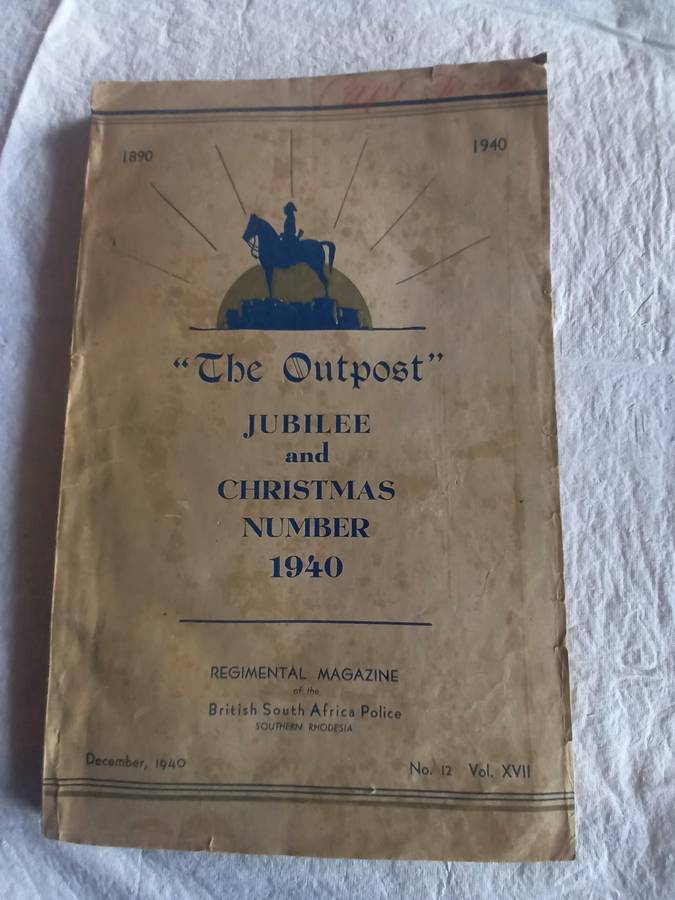 1890
1940
"The Outpost"
JUBILEE
and
CHRISTMAS
NUMBER
1940
REGIMENTAL MAGAZINE
of the
British South Africa Police
SOUTHERN RHODESIA
December, 1940
No. 12 Vol. XVII